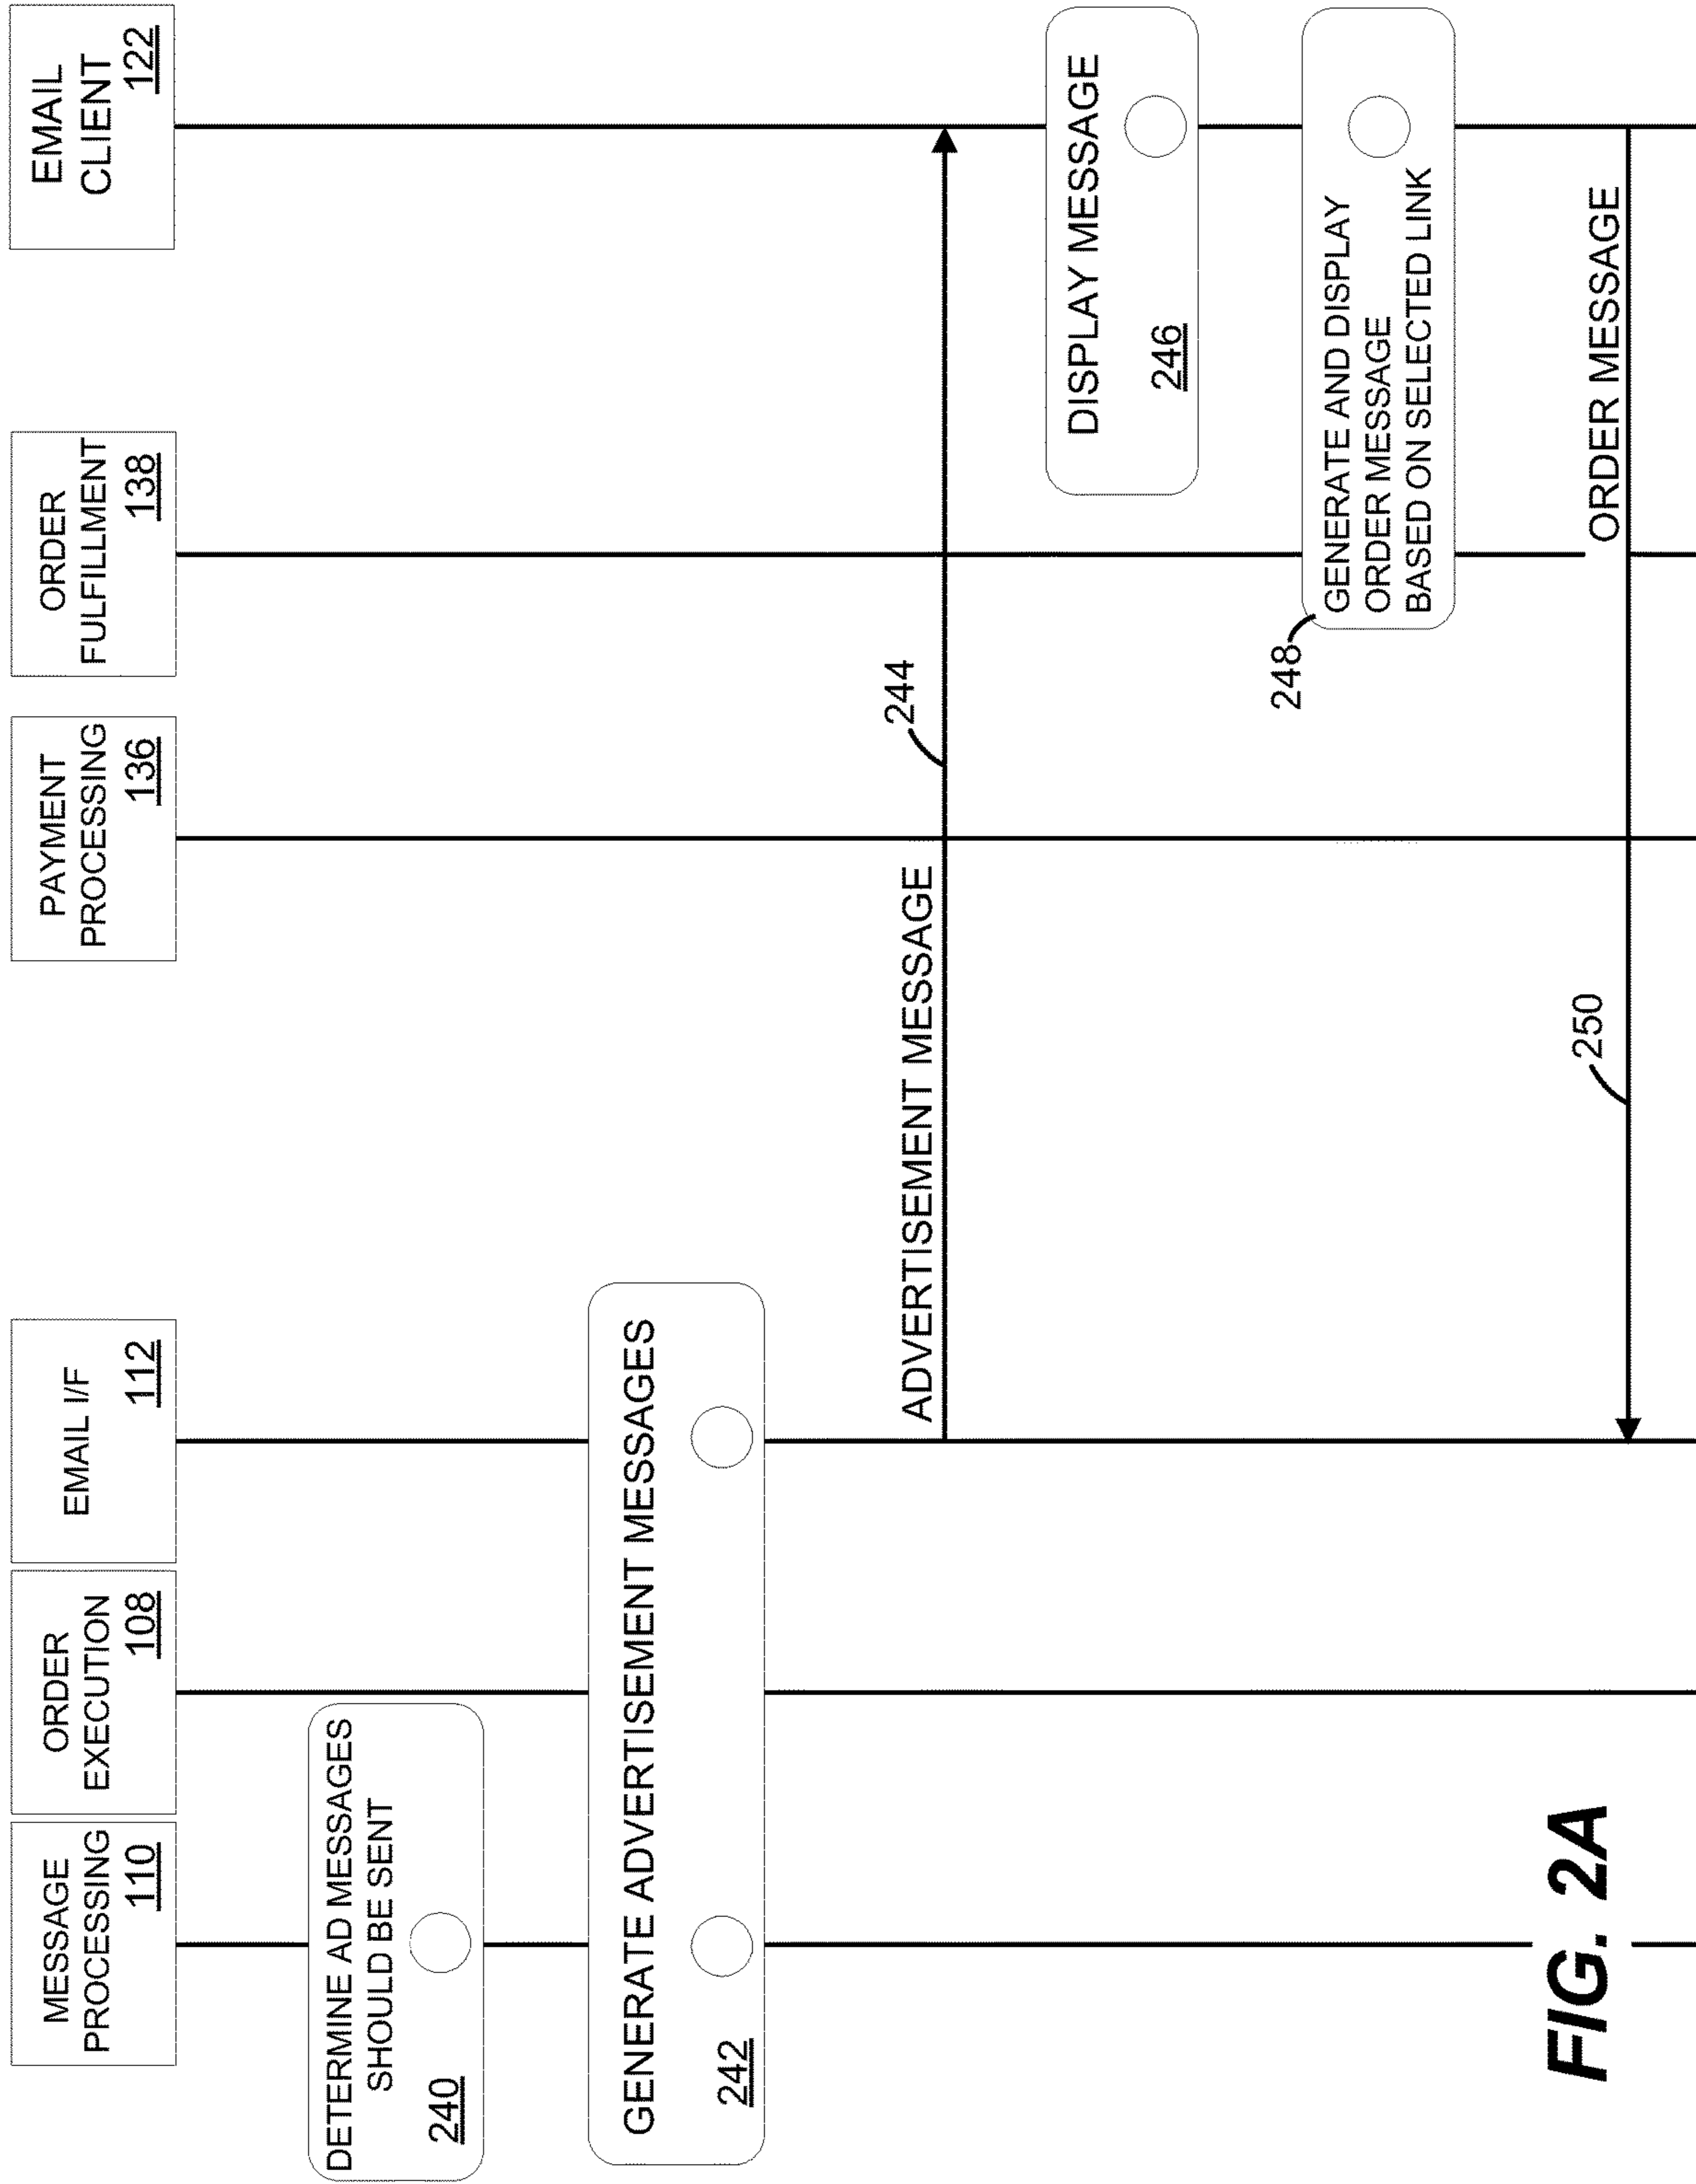 MESSAGE
PROCESSING
110
ORDER
EXECUTION
108
EMAIL I/F
112
PAYMENT
PROCESSING
136
ORDER
FULFILLMENT
138
EMAIL
CLIENT
122
DETERMINE AD MESSAGES
SHOULD BE SENT
240
GENERATE ADVERTISEMENT MESSAGES
242
ADVERTISEMENT MESSAGE
244
DISPLAY MESSAGE
246
248
GENERATE AND DISPLAY
ORDER MESSAGE
BASED ON SELECTED LINK
ORDER MESSAGE
250
FIG. 2A